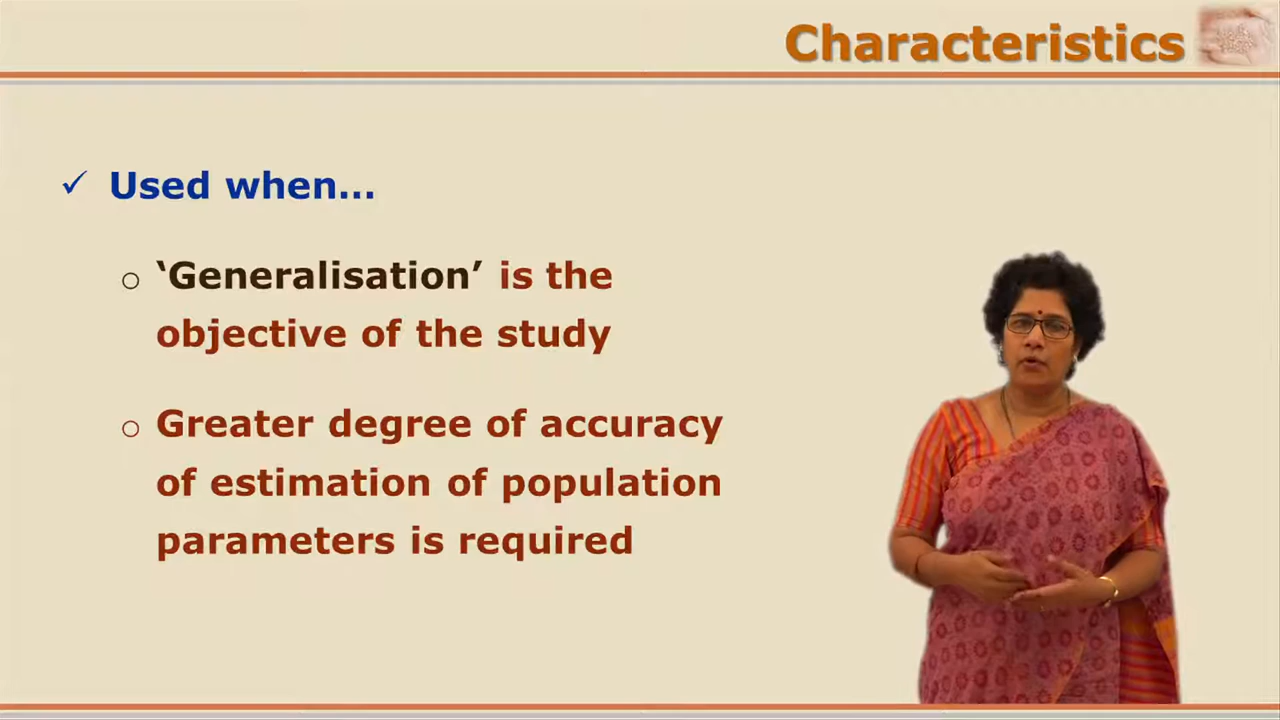 Characteristics
✓ Used when...
o ‘Generalisation’ is the
objective of the study
o Greater degree of accuracy
of estimation of population
parameters is required